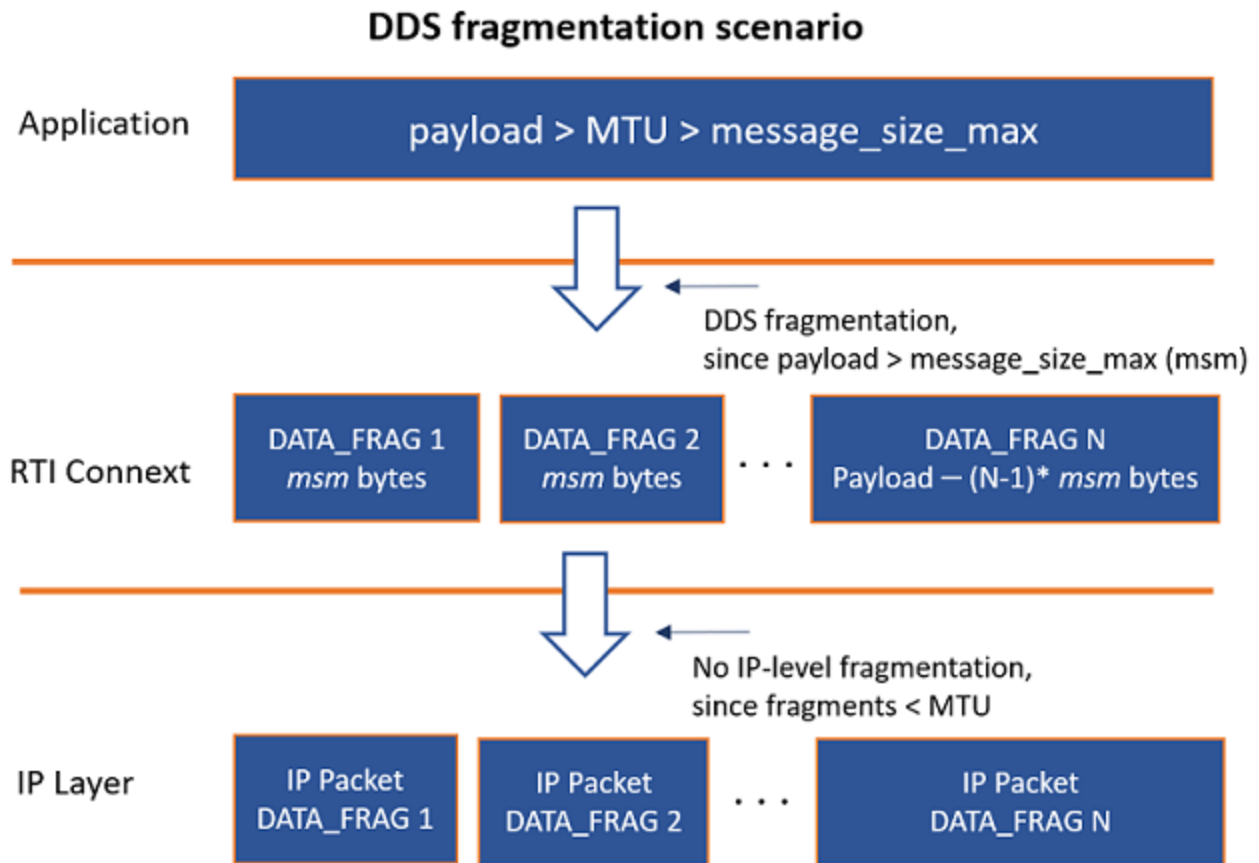 DDS fragmentation scenario
Application
payload > MTU > message_size_max
DDS fragmentation,
since payload > message_size_max (msm)
RTI Connext
DATA_FRAG 1
msm bytes
DATA_FRAG 2
msm bytes
. . .
DATA_FRAG N
Payload – (N-1)* msm bytes
No IP-level fragmentation,
since fragments < MTU
IP Layer
IP Packet
DATA_FRAG 1
IP Packet
DATA_FRAG 2
. . .
IP Packet
DATA_FRAG N